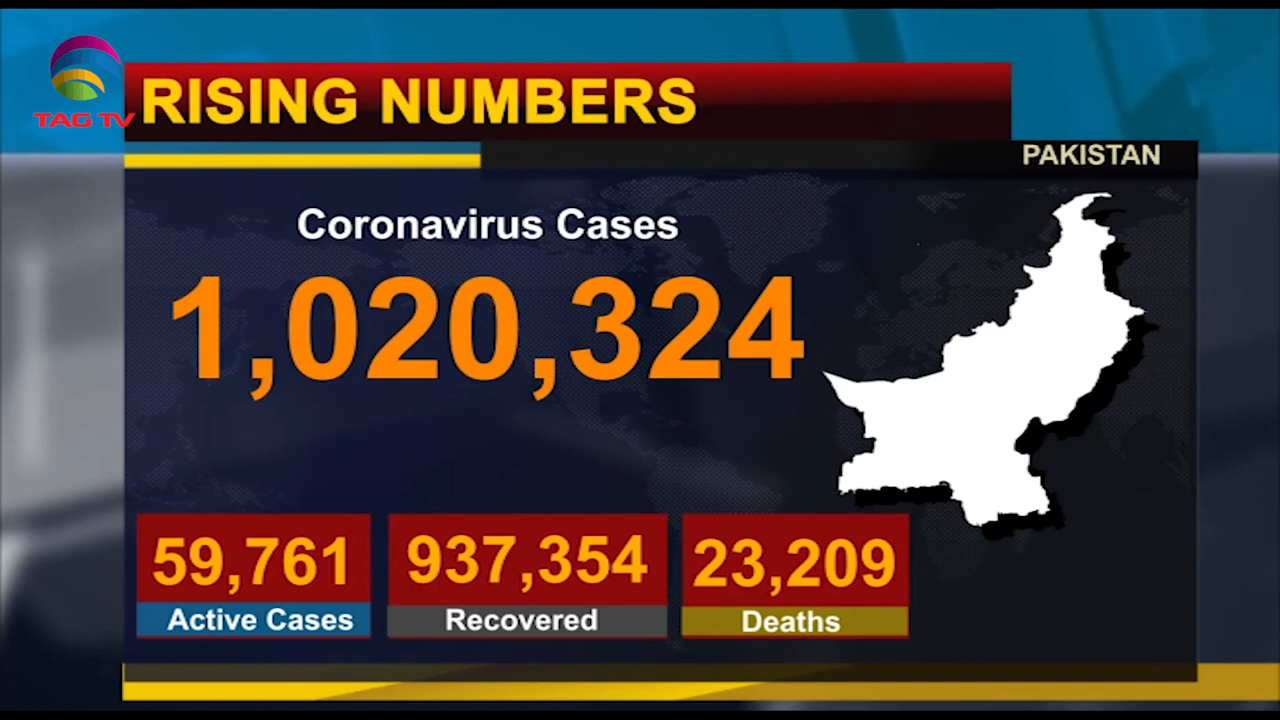 TAG TV
RISING NUMBERS
PAKISTAN
Coronavirus Cases
1,020,324
59,761
Active Cases
937,354
Recovered
23,209
Deaths